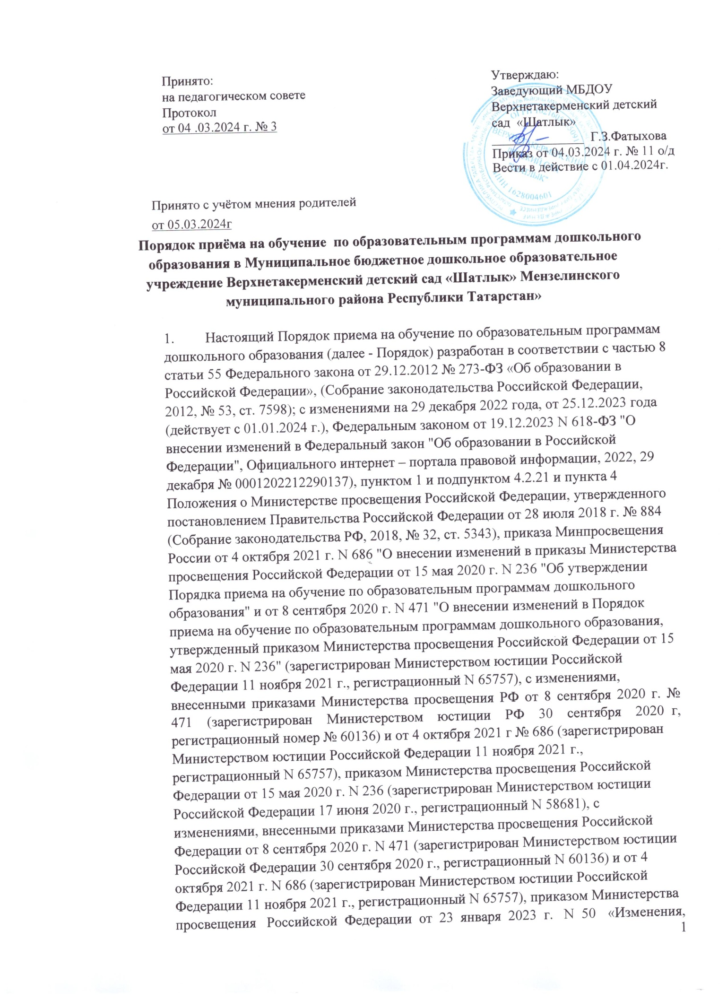 Принято:
на педагогическом совете
Протокол
от 04 .03.2024 г. № 3
Утверждаю:
Заведующий МБДОУ
Верхнетакерменский детский
сад «Шатлык»
Г.З.Фатыхова
Приказ от 04.03.2024 г. № 11 о/д
Вести в действие с 01.04.2024г.
ВЕРХНЕТАКЕРМЕНСКИЙ
ДЕТСКИЙ САД
"ШАТЛЫК"
ИНН 1628004601
Принято с учётом мнения родителей
от 05.03.2024г
Порядок приёма на обучение по образовательным программам дошкольного
образования в Муниципальное бюджетное дошкольное образовательное
учреждение Верхнетакерменский детский сад «Шатлык» Мензелинского
муниципального района Республики Татарстан»
1. Настоящий Порядок приема на обучение по образовательным программам
дошкольного образования (далее - Порядок) разработан в соответствии с частью 8
статьи 55 Федерального закона от 29.12.2012 № 273-ФЗ «Об образовании в
Российской Федерации», (Собрание законодательства Российской Федерации,
2012, № 53, ст. 7598); с изменениями на 29 декабря 2022 года, от 25.12.2023 года
(действует с 01.01.2024 г.), Федеральным законом от 19.12.2023 N 618-ФЗ "О
внесении изменений в Федеральный закон "Об образовании в Российской
Федерации", Официального интернет – портала правовой информации, 2022, 29
декабря № 0001202212290137), пунктом 1 и подпунктом 4.2.21 и пункта 4
Положения о Министерстве просвещения Российской Федерации, утвержденного
постановлением Правительства Российской Федерации от 28 июля 2018 г. № 884
(Собрание законодательства РФ, 2018, № 32, ст. 5343), приказа Минпросвещения
России от 4 октября 2021 г. N 686 "О внесении изменений в приказы Министерства
просвещения Российской Федерации от 15 мая 2020 г. N 236 "Об утверждении
Порядка приема на обучение по образовательным программам дошкольного
образования" и от 8 сентября 2020 г. N 471 "О внесении изменений в Порядок
приема на обучение по образовательным программам дошкольного образования,
утвержденный приказом Министерства просвещения Российской Федерации от 15
мая 2020 г. N 236" (зарегистрирован Министерством юстиции Российской
Федерации 11 ноября 2021 г., регистрационный N 65757), с изменениями,
внесенными приказами Министерства просвещения РФ от 8 сентября 2020 г. №
471 (зарегистрирован Министерством юстиции РФ 30 сентября 2020 г,
регистрационный номер № 60136) и от 4 октября 2021 г № 686 (зарегистрирован
Министерством юстиции Российской Федерации 11 ноября 2021 г.,
регистрационный N 65757), приказом Министерства просвещения Российской
Федерации от 15 мая 2020 г. N 236 (зарегистрирован Министерством юстиции
Российской Федерации 17 июня 2020 г., регистрационный N 58681), с
изменениями, внесенными приказами Министерства просвещения Российской
Федерации от 8 сентября 2020 г. N 471 (зарегистрирован Министерством юстиции
Российской Федерации 30 сентября 2020 г., регистрационный N 60136) и от 4
октября 2021 г. N 686 (зарегистрирован Министерством юстиции Российской
Федерации 11 ноября 2021 г., регистрационный N 65757), приказом Министерства
просвещения Российской Федерации от 23 января 2023 г. N 50 «Изменения,
1